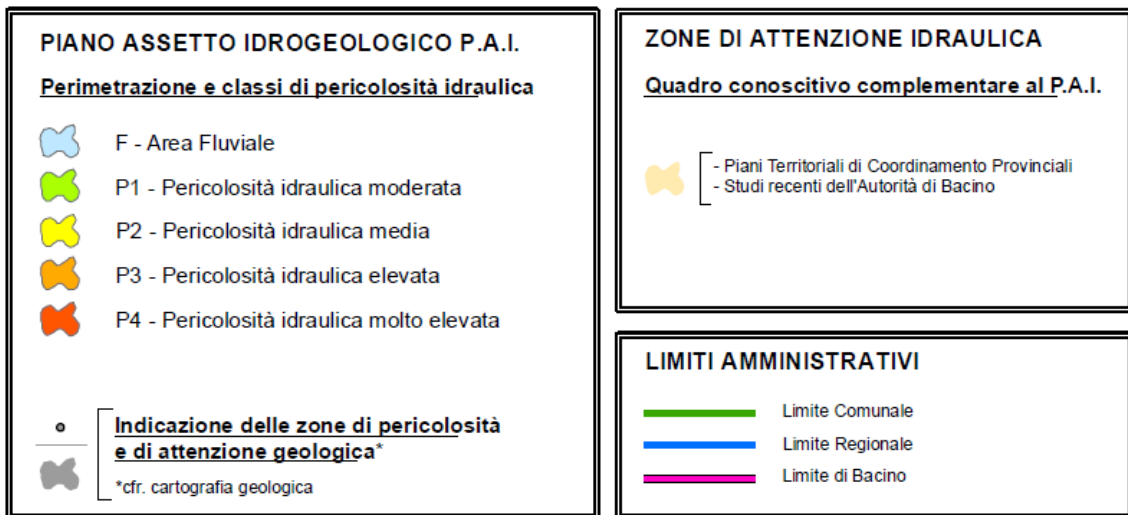 PIANO ASSETTO IDROGEOLOGICO P.A.I.
Perimetrazione e classi di pericolosità idraulica
F - Area Fluviale
P1 - Pericolosità idraulica moderata
P2 - Pericolosità idraulica media
P3 - Pericolosità idraulica elevata
P4 - Pericolosità idraulica molto elevata
Indicazione delle zone di pericolosità
e di attenzione geologica*
*cfr. cartografia geologica
ZONE DI ATTENZIONE IDRAULICA
Quadro conoscitivo complementare al P.A.I.
- Piani Territoriali di Coordinamento Provinciali
- Studi recenti dell'Autorità di Bacino
LIMITI AMMINISTRATIVI
Limite Comunale
Limite Regionale
Limite di Bacino